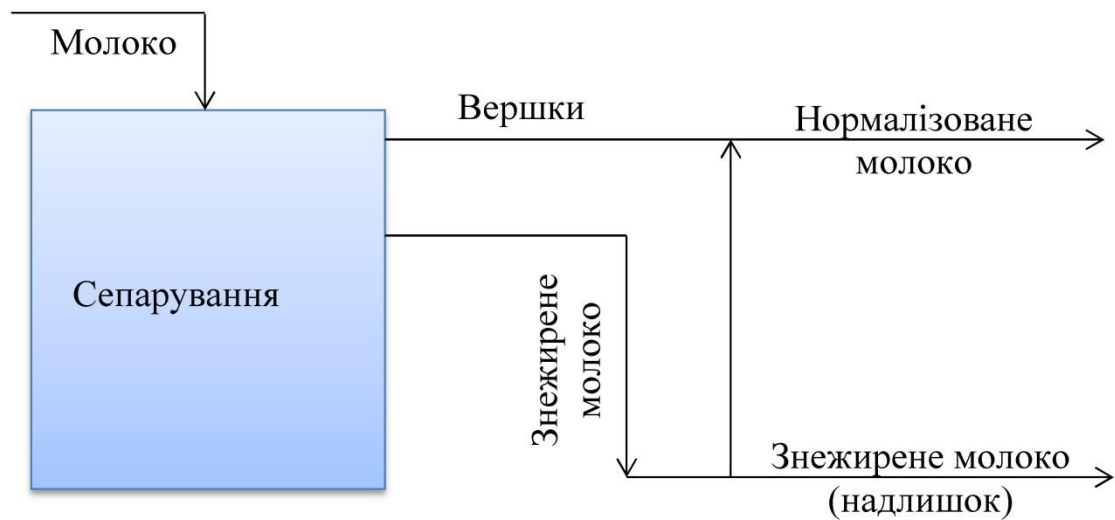 Молоко
Вершки
Нормалізоване
молоко
Сепарування
Знежирене
молоко
Знежирене молоко
(надлишок)